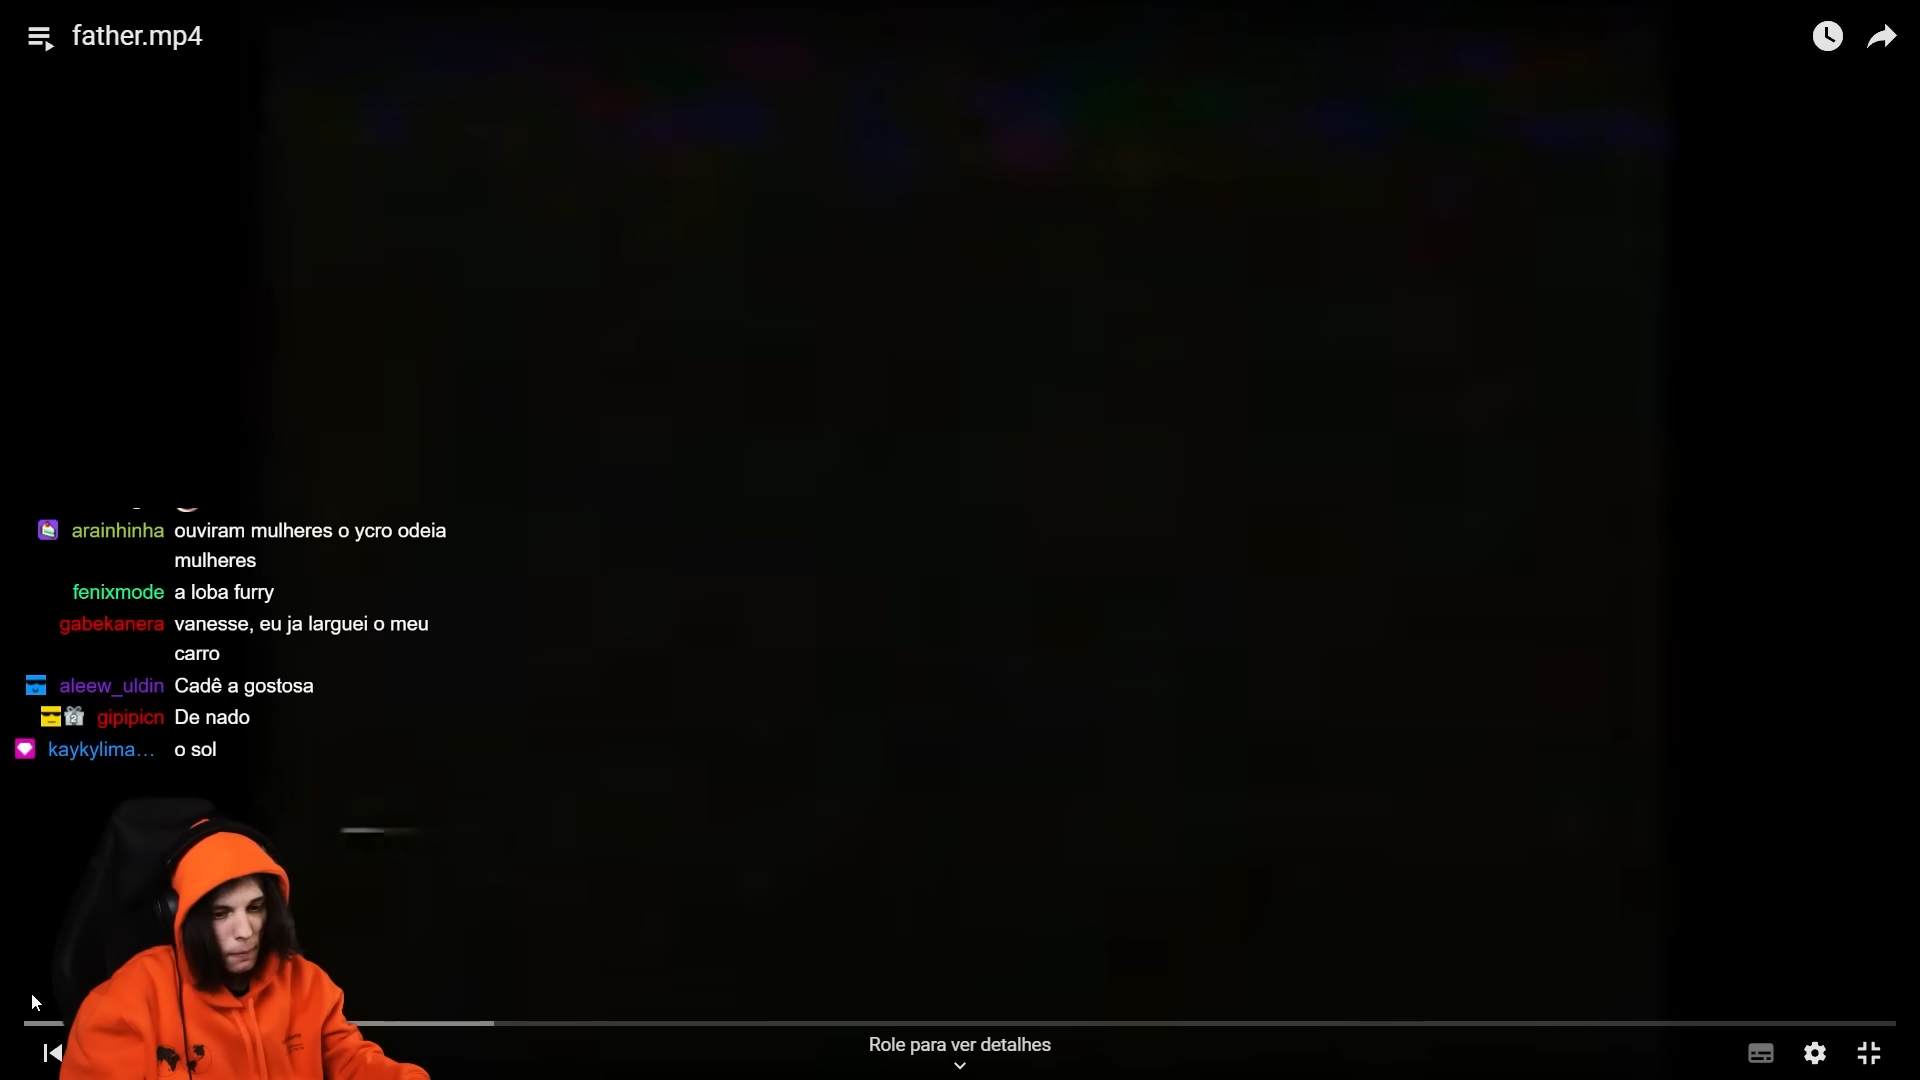 father.mp4
arainhinha ouviram mulheres o ycro odeia
mulheres
fenixmode a loba furry
gabekanera vanesse, eu ja larguei o meu
carro
aleew_uldin Cadê a gostosa
gipipicn De nado
kaykylima... o sol
Role para ver detalhes